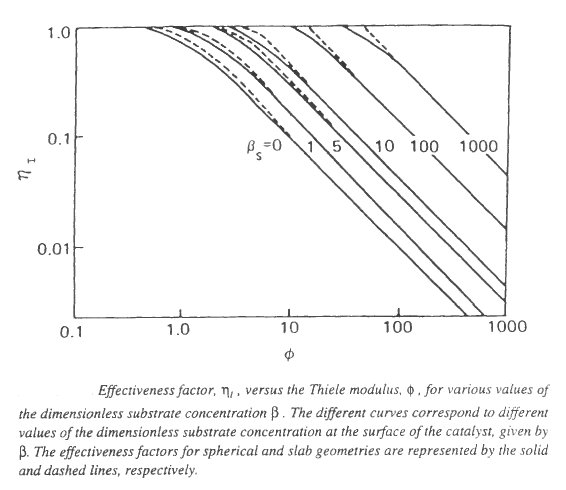 1.0
0.1
0.01
η_I
β_s=0 1 5 10 100 1000
0.1 1.0 10 100 1000
ϕ
Effectiveness factor, η_I, versus the Thiele modulus, ϕ, for various values of
the dimensionless substrate concentration β. The different curves correspond to different
values of the dimensionless substrate concentration at the surface of the catalyst, given by
β. The effectiveness factors for spherical and slab geometries are represented by the solid
and dashed lines, respectively.